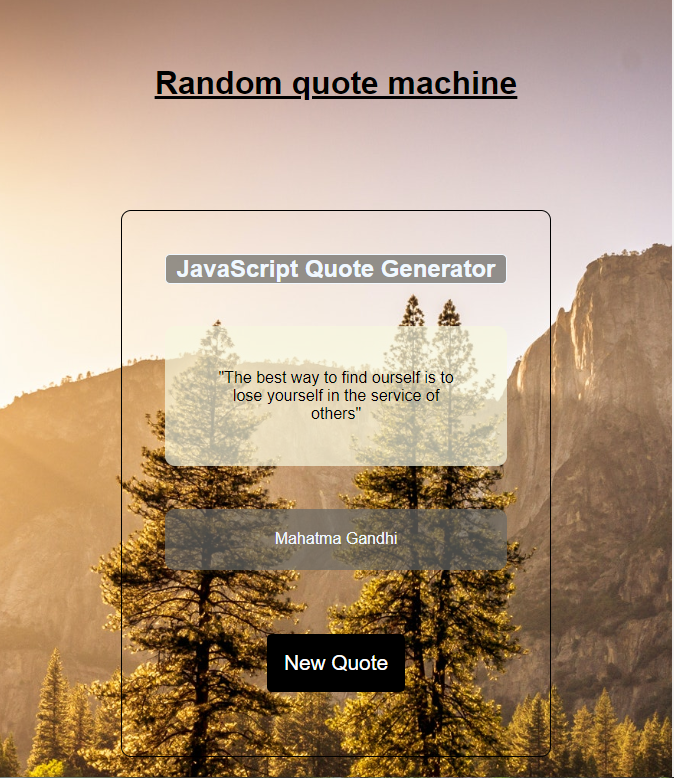 Random quote machine
JavaScript Quote Generator
"The best way to find ourself is to
lose yourself in the service of
others"
Mahatma Gandhi
New Quote